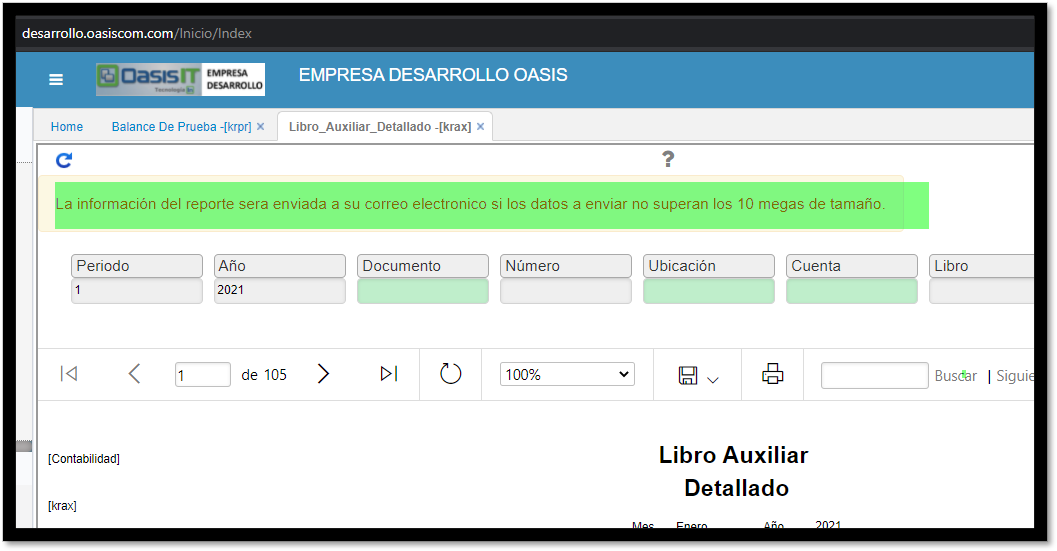 desarrollo.oasiscom.com/Inicio/Index
OasisIT Tecnología EMPRESA DESARROLLO
EMPRESA DESARROLLO OASIS
Home Balance De Prueba -[krpr] × Libro_Auxiliar_Detallado -[krax] ×
?
La información del reporte sera enviada a su correo electronico si los datos a enviar no superan los 10 megas de tamaño.
Periodo Año Documento Número Ubicación Cuenta Libro
1 2021
1 de 105 100% Buscar | Siguie
[Contabilidad]
Libro Auxiliar
Detallado
[krax]
Mes Enero Año 2021